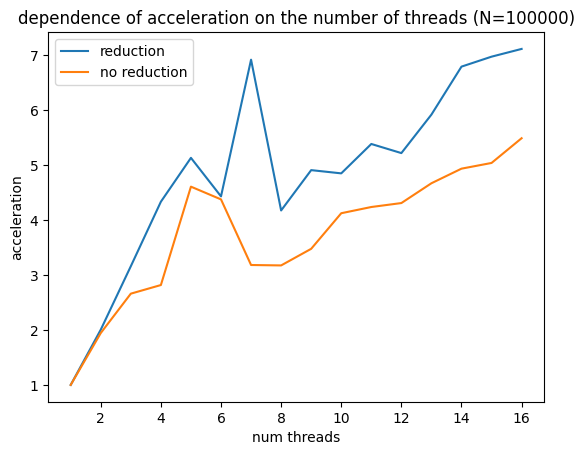 dependence of acceleration on the number of threads (N=100000)
reduction
no reduction
7
6
5
4
3
2
1
acceleration
2 4 6 8 10 12 14 16
num threads